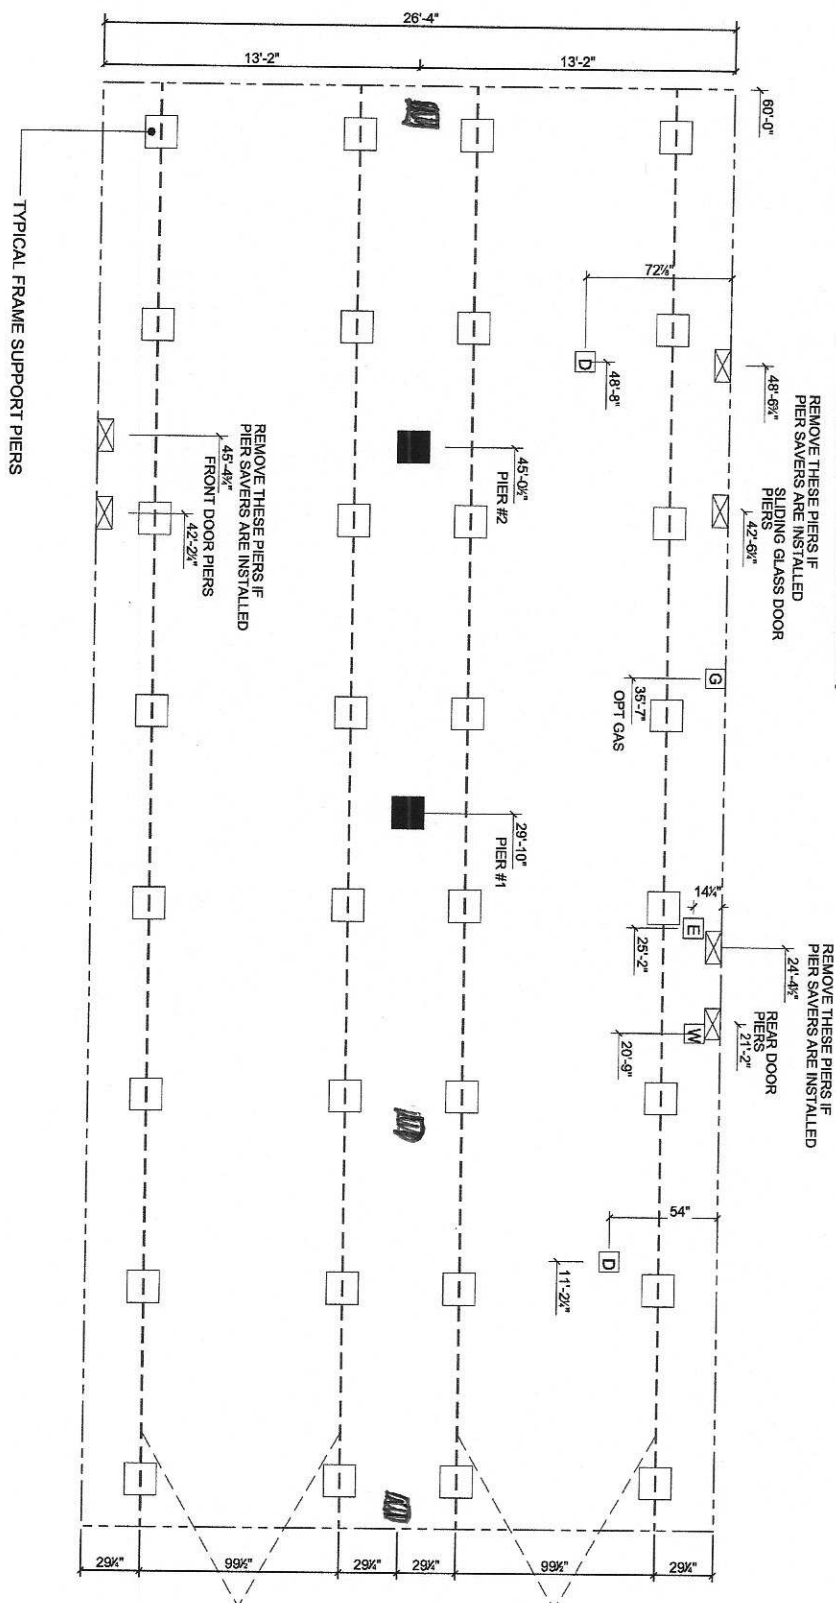 26'-4"
13'-2"
13'-2"
60'-0"
TYPICAL FRAME SUPPORT PIERS
72⅞"
D
48'-8"
48'-6¾"
REMOVE THESE PIERS IF
PIER SAVERS ARE INSTALLED
SLIDING GLASS DOOR
PIERS
42'-6¼"
REMOVE THESE PIERS IF
PIER SAVERS ARE INSTALLED
45'-4¾"
FRONT DOOR PIERS
42'-2¼"
45'-0½"
PIER #2
G
35'-7"
OPT GAS
29'-10"
PIER #1
14¼"
E
25'-2"
24'-4½"
REMOVE THESE PIERS IF
PIER SAVERS ARE INSTALLED
REAR DOOR
PIERS
21'-2"
W
20'-9"
54"
D
11'-2¼"
29¼"
99½"
29¼"
29¼"
99½"
29¼"